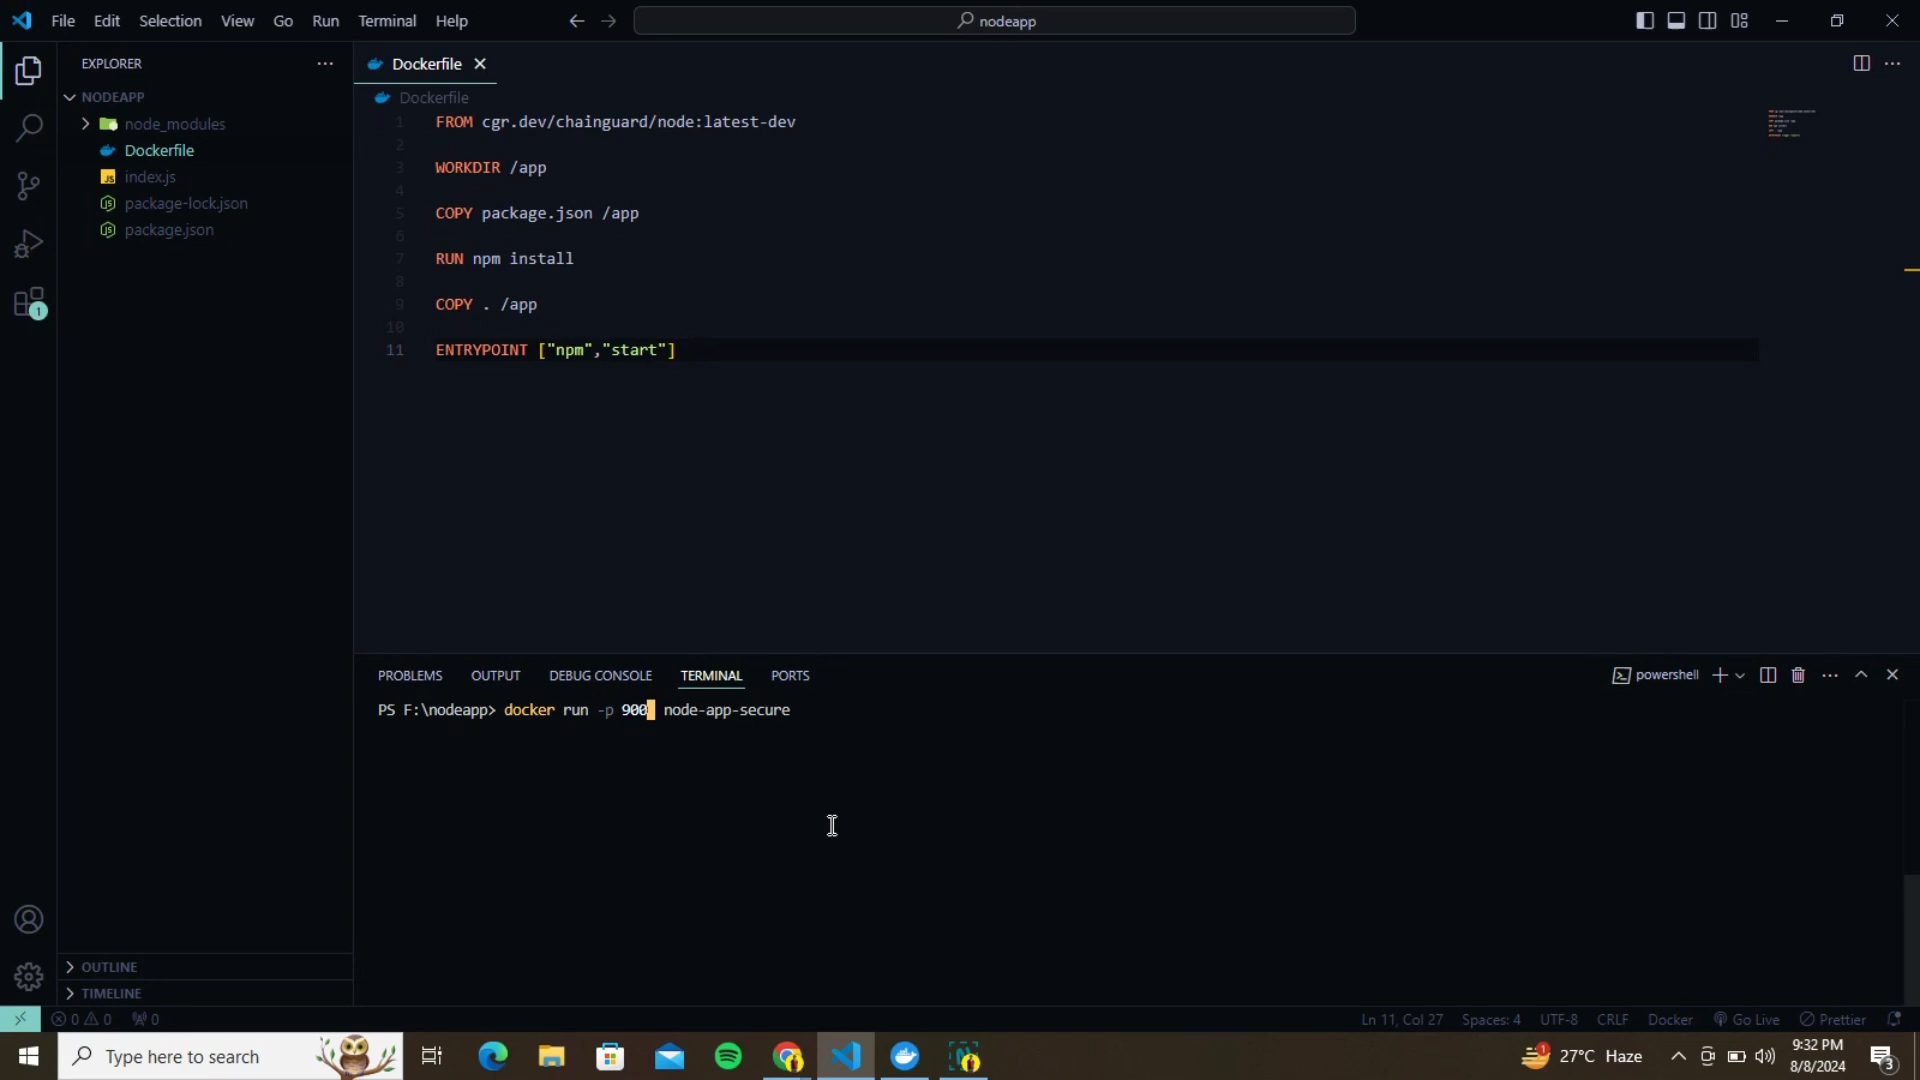 File Edit Selection View Go Run Terminal Help
nodeapp
EXPLORER
NODEAPP
node_modules
Dockerfile
index.js
package-lock.json
package.json
OUTLINE
TIMELINE
Dockerfile
Dockerfile
1 FROM cgr.dev/chainguard/node:latest-dev
2
3 WORKDIR /app
4
5 COPY package.json /app
6
7 RUN npm install
8
9 COPY . /app
10
11 ENTRYPOINT ["npm","start"]
1
PROBLEMS OUTPUT DEBUG CONSOLE TERMINAL PORTS
powershell
PS F:\nodeapp> docker run -p 900 node-app-secure
0 0 0
Ln 11, Col 27 Spaces: 4 UTF-8 CRLF Docker Go Live Prettier
Type here to search
1
27°C Haze
9:32 PM
8/8/2024
3